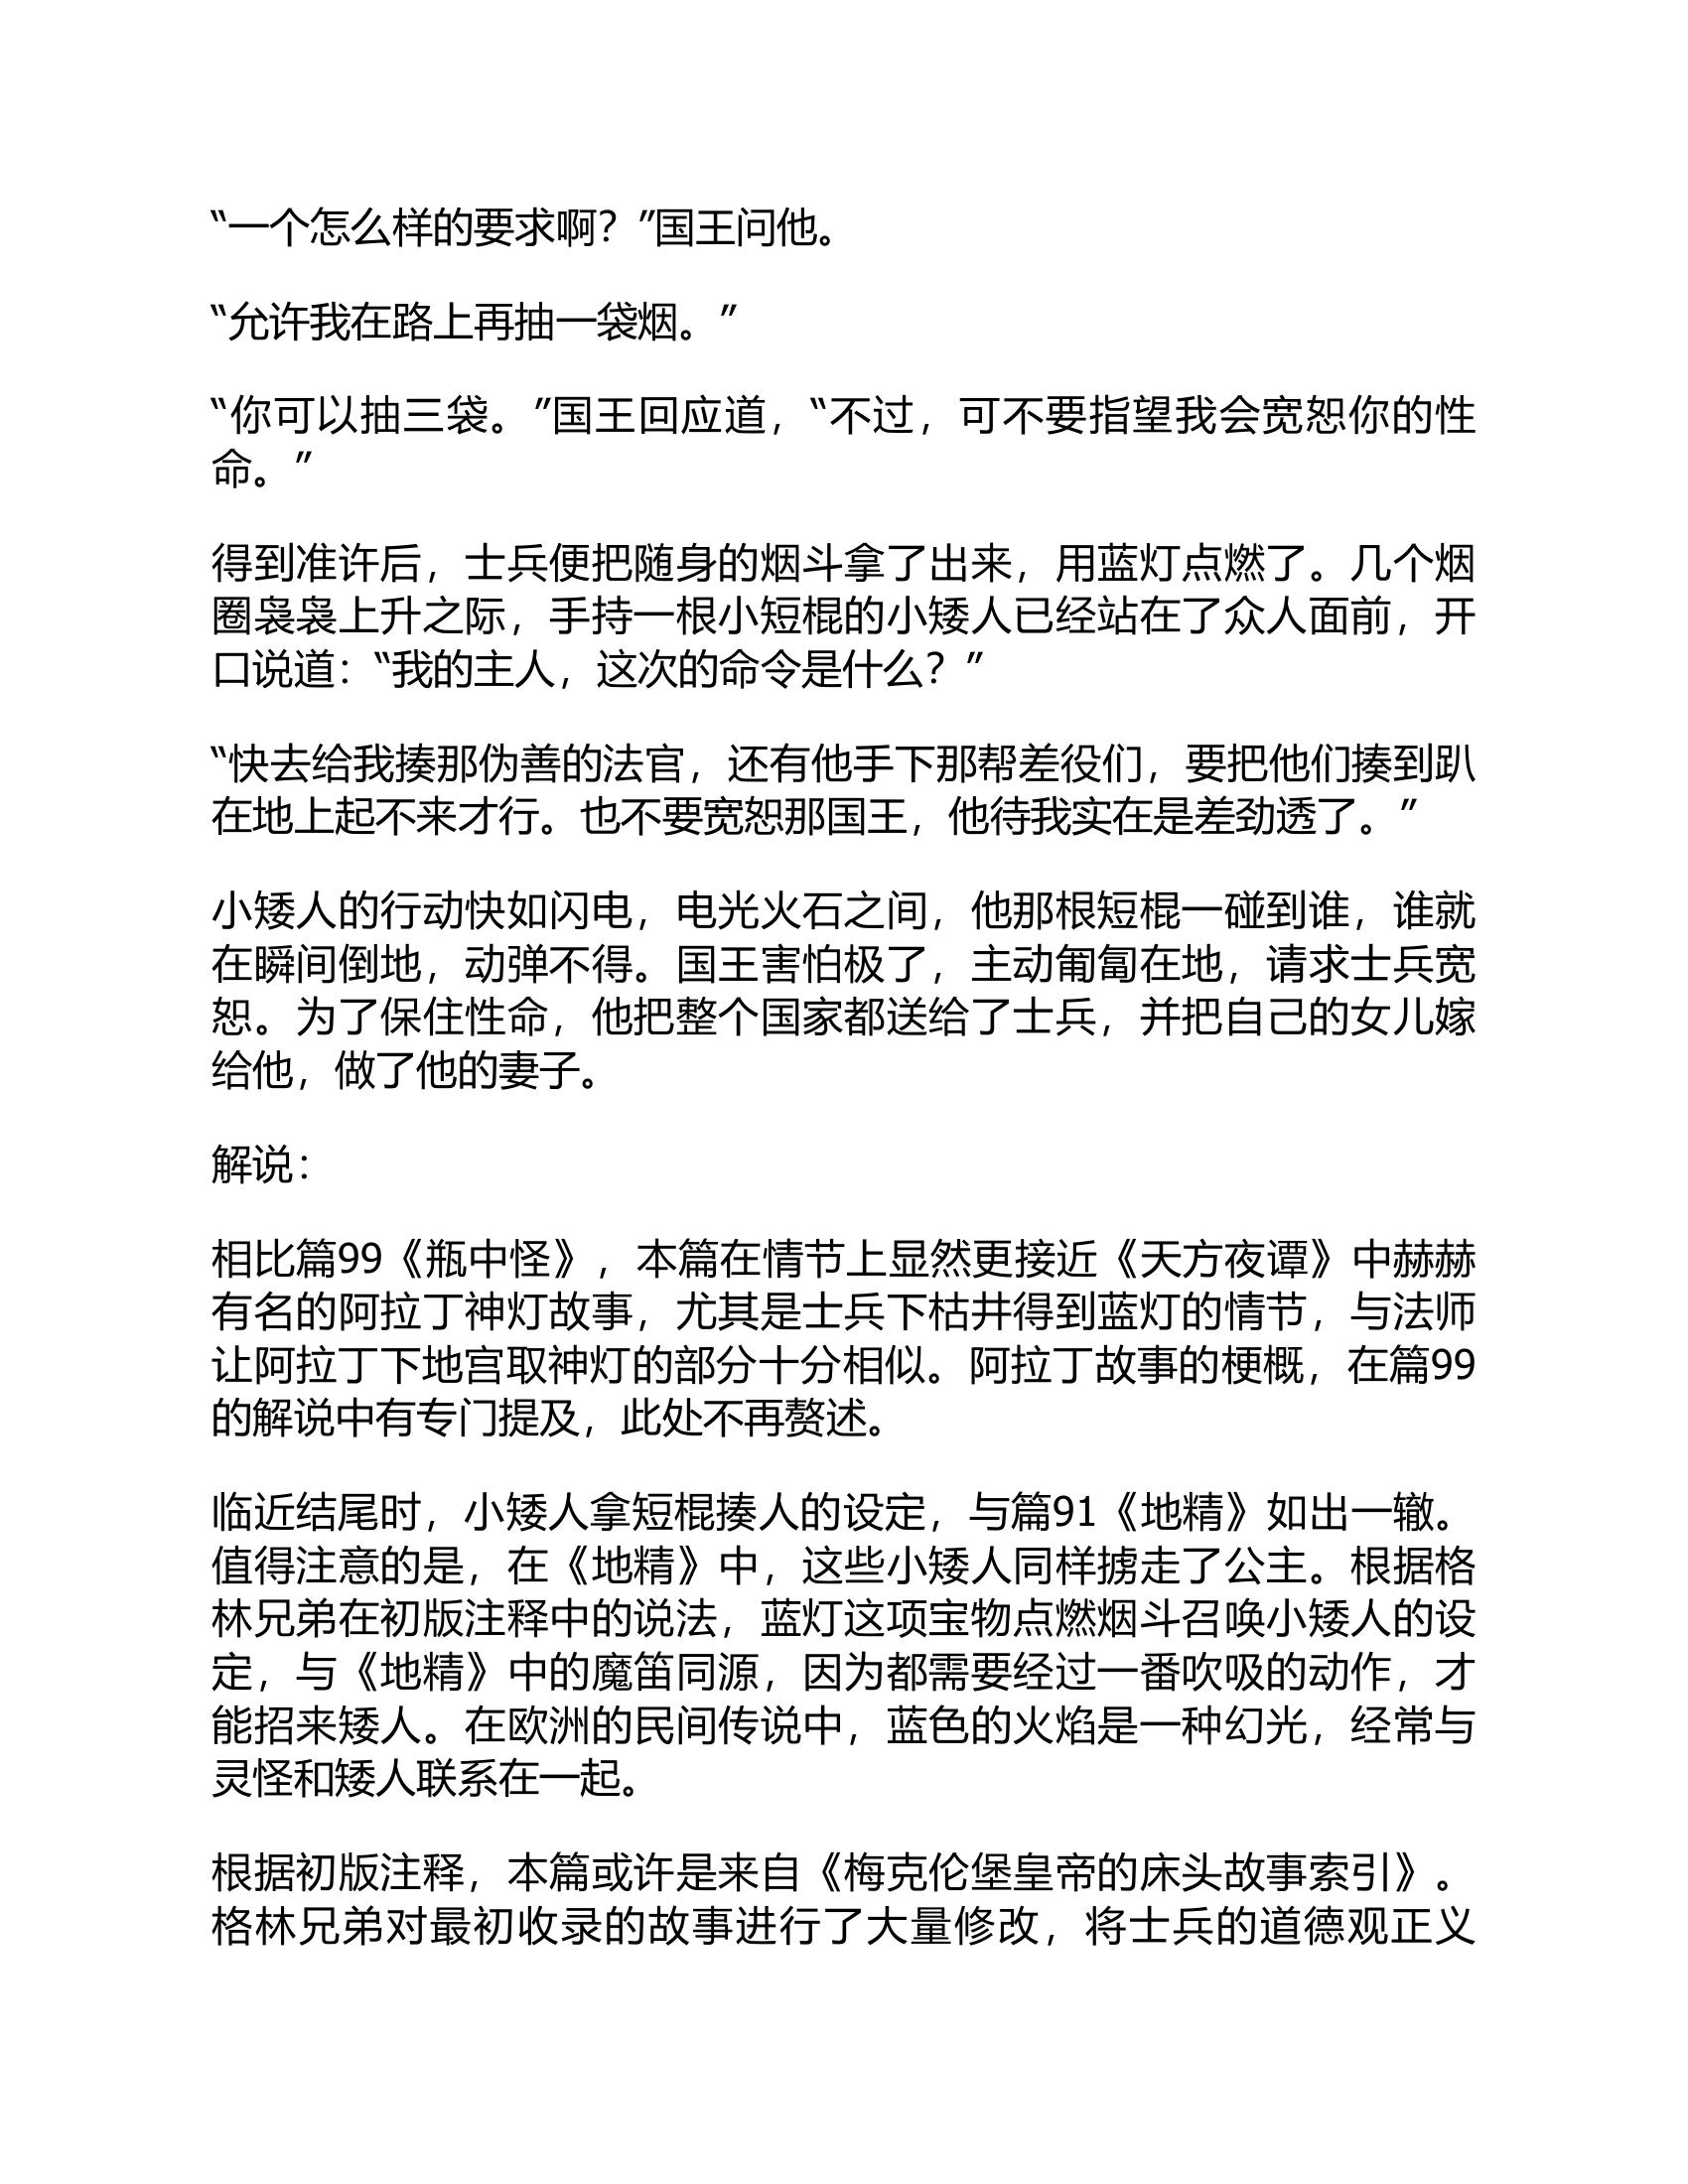 “一个怎么样的要求啊？”国王问他。
“允许我在路上再抽一袋烟。”
“你可以抽三袋。”国王回应道，“不过，可不要指望我会宽恕你的性
命。”
得到准许后，士兵便把随身的烟斗拿了出来，用蓝灯点燃了。几个烟
圈袅袅上升之际，手持一根小短棍的小矮人已经站在了众人面前，开
口说道：“我的主人，这次的命令是什么？”
“快去给我揍那伪善的法官，还有他手下那帮差役们，要把他们揍到趴
在地上起不来才行。也不要宽恕那国王，他待我实在是差劲透了。”
小矮人的行动快如闪电，电光火石之间，他那根短棍一碰到谁，谁就
在瞬间倒地，动弹不得。国王害怕极了，主动匍匐在地，请求士兵宽
恕。为了保住性命，他把整个国家都送给了士兵，并把自己的女儿嫁
给他，做了他的妻子。
解说：
相比篇99《瓶中怪》，本篇在情节上显然更接近《天方夜谭》中赫赫
有名的阿拉丁神灯故事，尤其是士兵下枯井得到蓝灯的情节，与法师
让阿拉丁下地宫取神灯的部分十分相似。阿拉丁故事的梗概，在篇99
的解说中有专门提及，此处不再赘述。
临近结尾时，小矮人拿短棍揍人的设定，与篇91《地精》如出一辙。
值得注意的是，在《地精》中，这些小矮人同样掳走了公主。根据格
林兄弟在初版注释中的说法，蓝灯这项宝物点燃烟斗召唤小矮人的设
定，与《地精》中的魔笛同源，因为都需要经过一番吹吸的动作，才
能招来矮人。在欧洲的民间传说中，蓝色的火焰是一种幻光，经常与
灵怪和矮人联系在一起。
根据初版注释，本篇或许是来自《梅克伦堡皇帝的床头故事索引》。
格林兄弟对最初收录的故事进行了大量修改，将士兵的道德观正义